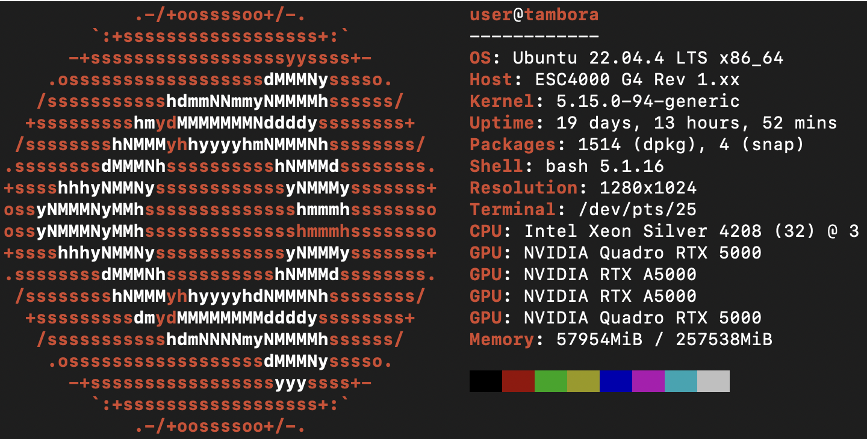 .-/+oossssoo+/-. user@tambora
`:+ssssssssssssssssss+:` ------------
-+ssssssssssssssssssyyssss+- OS: Ubuntu 22.04.4 LTS x86_64
.ossssssssssssssssssdMMMNysssso. Host: ESC4000 G4 Rev 1.xx
/ssssssssssshdmmNNmmyNMMMMhssssss/ Kernel: 5.15.0-94-generic
+ssssssssshmydMMMMMMMNddddyssssssss+ Uptime: 19 days, 13 hours, 52 mins
/sssssssshNMMMyhhyyyyhmNMMMNhssssssss/ Packages: 1514 (dpkg), 4 (snap)
.ssssssssdMMMNhsssssssssshNMMMdssssssss. Shell: bash 5.1.16
+sssshhhyNMMNyssssssssssssyNMMMysssssss+ Resolution: 1280x1024
ossyNMMMNyMMhsssssssssssssshmmmhssssssso Terminal: /dev/pts/25
ossyNMMMNyMMhsssssssssssssshmmmhssssssso CPU: Intel Xeon Silver 4208 (32) @ 3
+sssshhhyNMMNyssssssssssssyNMMMysssssss+ GPU: NVIDIA Quadro RTX 5000
.ssssssssdMMMNhsssssssssshNMMMdssssssss. GPU: NVIDIA RTX A5000
/sssssssshNMMMyhhyyyyhdNMMMNhssssssss/ GPU: NVIDIA RTX A5000
+sssssssssdmydMMMMMMMMddddyssssssss+ GPU: NVIDIA Quadro RTX 5000
/ssssssssssshdmNNNNmyNMMMMhssssss/ Memory: 57954MiB / 257538MiB
.ossssssssssssssssssdMMMNysssso.
-+sssssssssssssssssyyyssss+-
`:+ssssssssssssssssss+:`
.-/+oossssoo+/-.